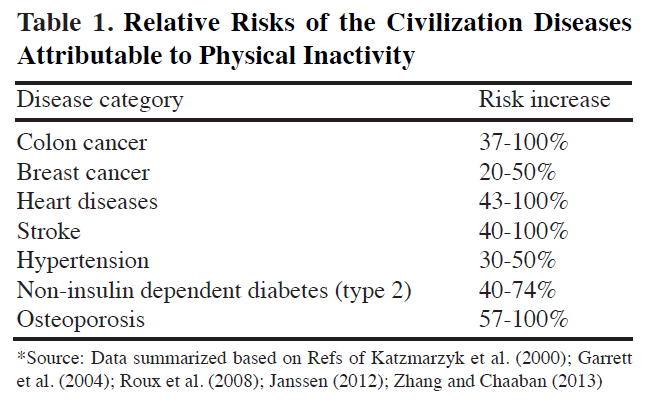 Table 1. Relative Risks of the Civilization Diseases
Attributable to Physical Inactivity
Disease category Risk increase
Colon cancer 37-100%
Breast cancer 20-50%
Heart diseases 43-100%
Stroke 40-100%
Hypertension 30-50%
Non-insulin dependent diabetes (type 2) 40-74%
Osteoporosis 57-100%
*Source: Data summarized based on Refs of Katzmarzyk et al. (2000); Garrett
et al. (2004); Roux et al. (2008); Janssen (2012); Zhang and Chaaban (2013)